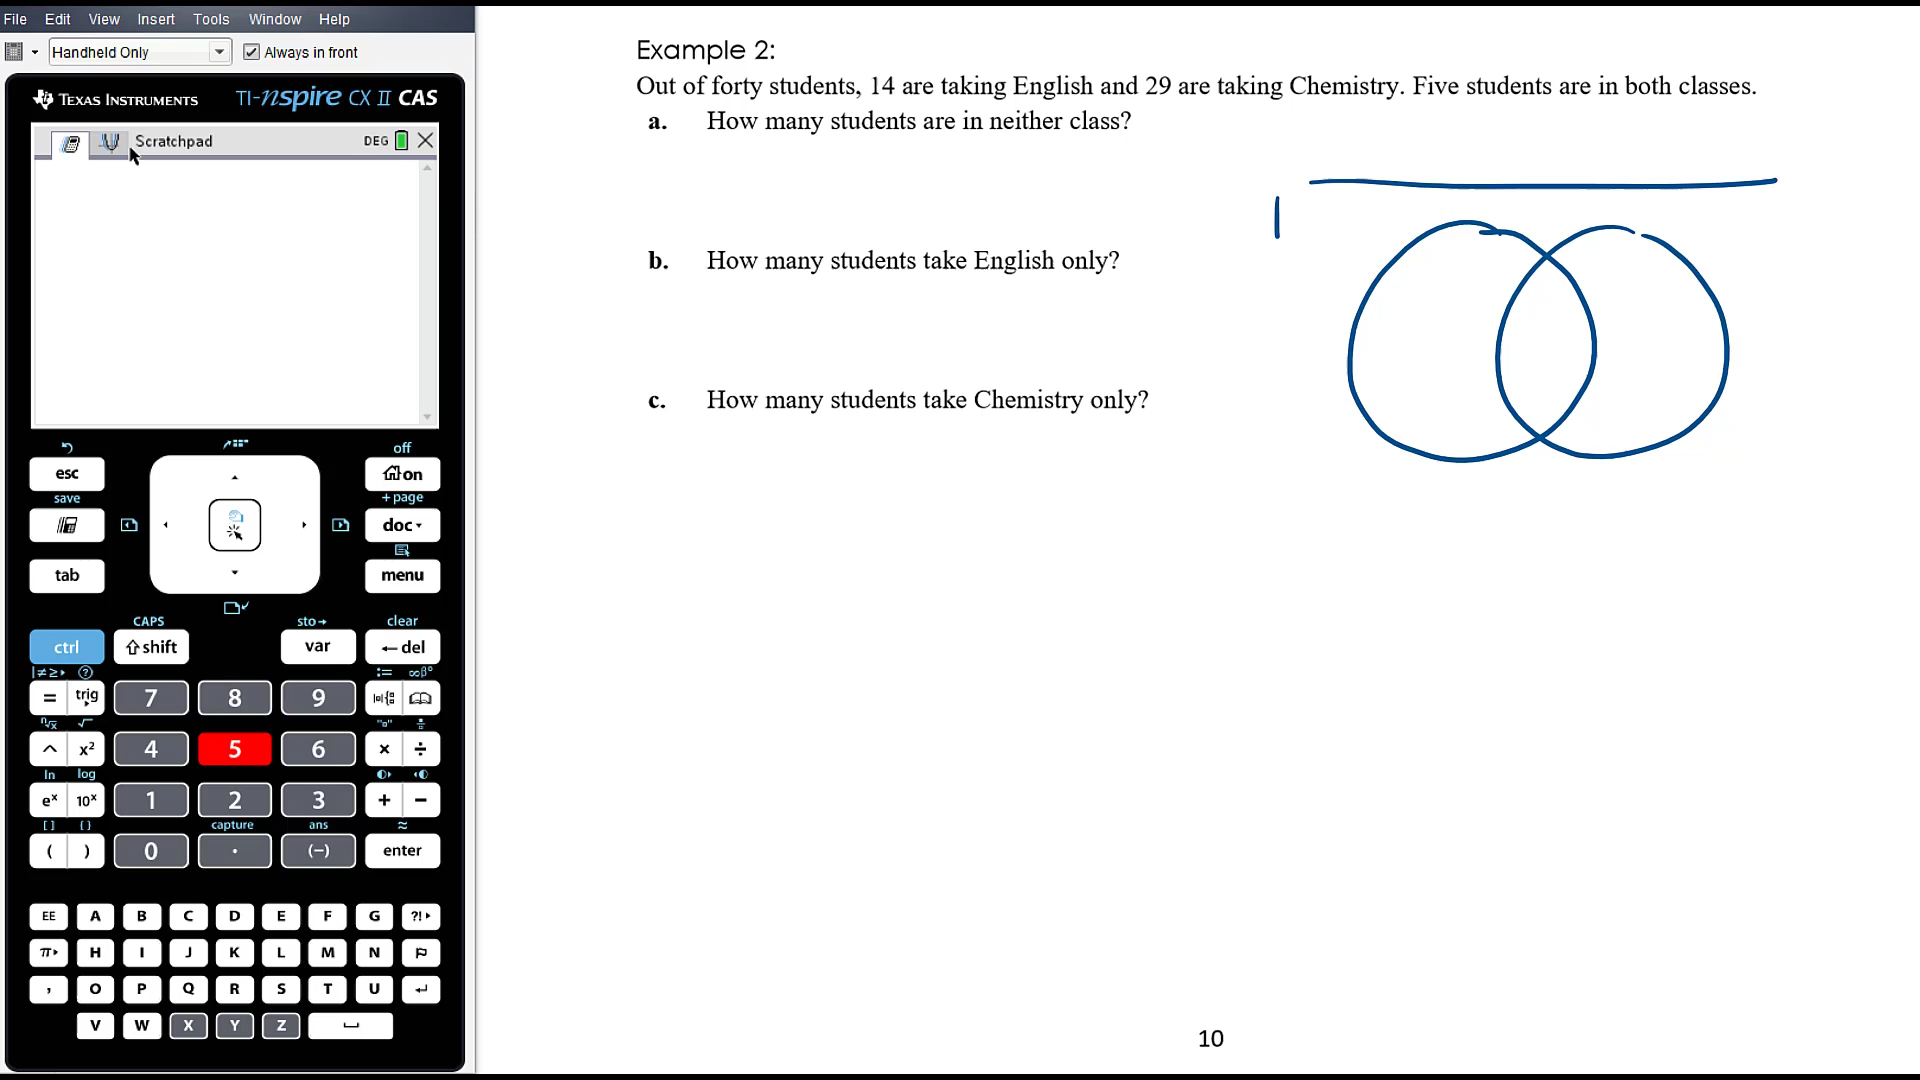 File Edit View Insert Tools Window Help
Handheld Only Always in front
TEXAS INSTRUMENTS TI-nspire CX II CAS
Scratchpad DEG
esc off
on
save + page
doc
tab menu
CAPS sto→ clear
ctrl shift var del
= trig 7 8 9
^ x² 4 5 6 × ÷
ln log
eˣ 10ˣ 1 2 3 + −
[ ] { } capture ans ≈
( ) 0 . (−) enter
EE A B C D E F G ?!
π H I J K L M N
, O P Q R S T U
V W X Y Z
Example 2:
Out of forty students, 14 are taking English and 29 are taking Chemistry. Five students are in both classes.
a. How many students are in neither class?
b. How many students take English only?
c. How many students take Chemistry only?
10